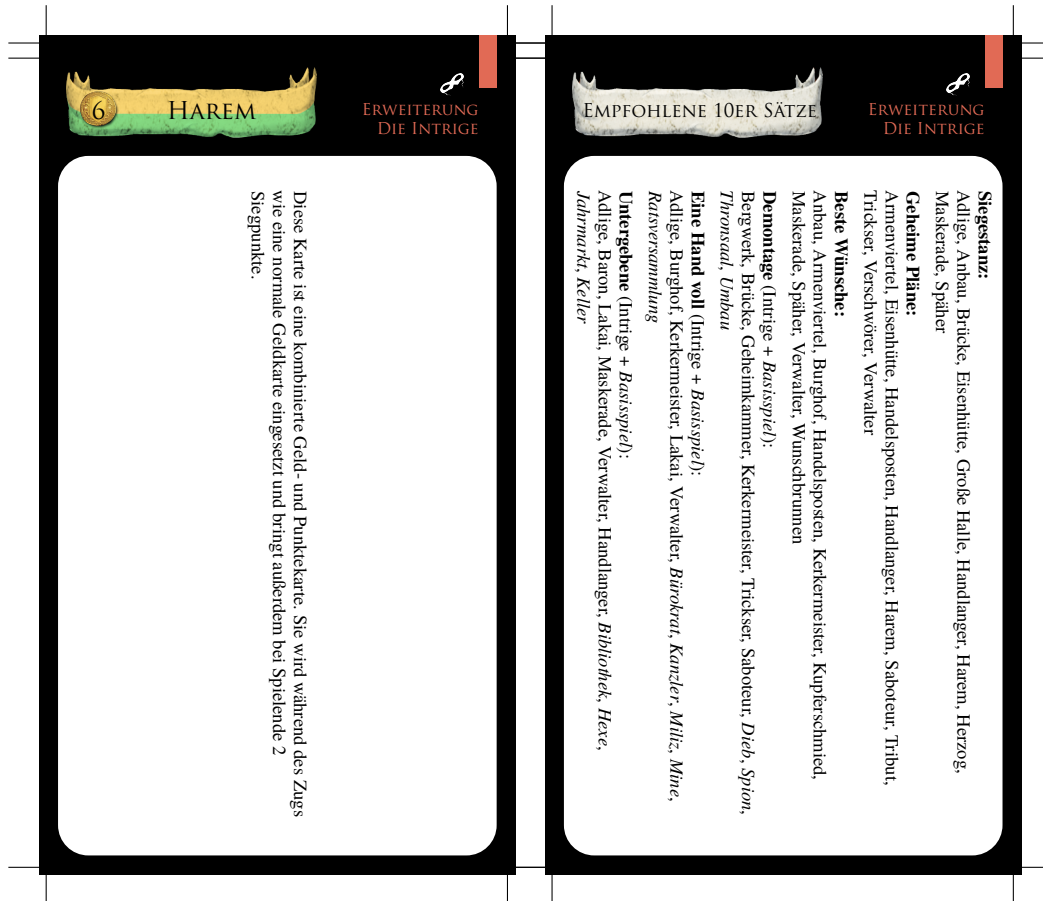 6
HAREM
ERWEITERUNG
DIE INTRIGE
Diese Karte ist eine kombinierte Geld- und Punktekarte. Sie wird während des Zugs
wie eine normale Geldkarte eingesetzt und bringt außerdem bei Spielende 2
Siegpunkte.
EMPFOHLENE 10ER SÄTZE
ERWEITERUNG
DIE INTRIGE
Siegestanz:
Adlige, Anbau, Brücke, Eisenhütte, Große Halle, Handlanger, Harem, Herzog,
Maskerade, Späher
Geheime Pläne:
Armenviertel, Eisenhütte, Handelsposten, Handlanger, Harem, Saboteur, Tribut,
Trickser, Verschwörer, Verwalter
Beste Wünsche:
Anbau, Armenviertel, Burghof, Handelsposten, Kerkermeister, Kupferschmied,
Maskerade, Späher, Verwalter, Wunschbrunnen
Demontage (Intrige + Basisspiel):
Bergwerk, Brücke, Geheimkammer, Kerkermeister, Trickser, Saboteur, Dieb, Spion,
Thronsaal, Umbau
Eine Hand voll (Intrige + Basisspiel):
Adlige, Burghof, Kerkermeister, Lakai, Verwalter, Bürokrat, Kanzler, Miliz, Mine,
Ratsversammlung
Untergebene (Intrige + Basisspiel):
Adlige, Baron, Lakai, Maskerade, Verwalter, Handlanger, Bibliothek, Hexe,
Jahrmarkt, Keller